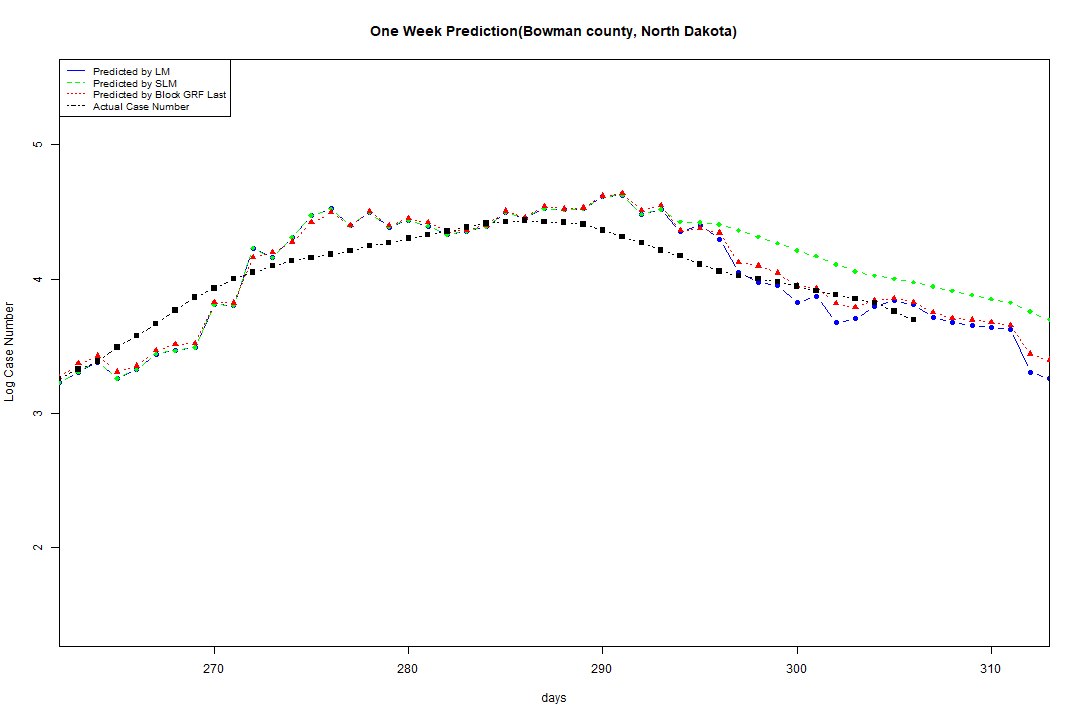 One Week Prediction(Bowman county, North Dakota)
Predicted by LM
Predicted by SLM
Predicted by Block GRF Last
Actual Case Number
5
4
3
2
Log Case Number
270 280 290 300 310
days